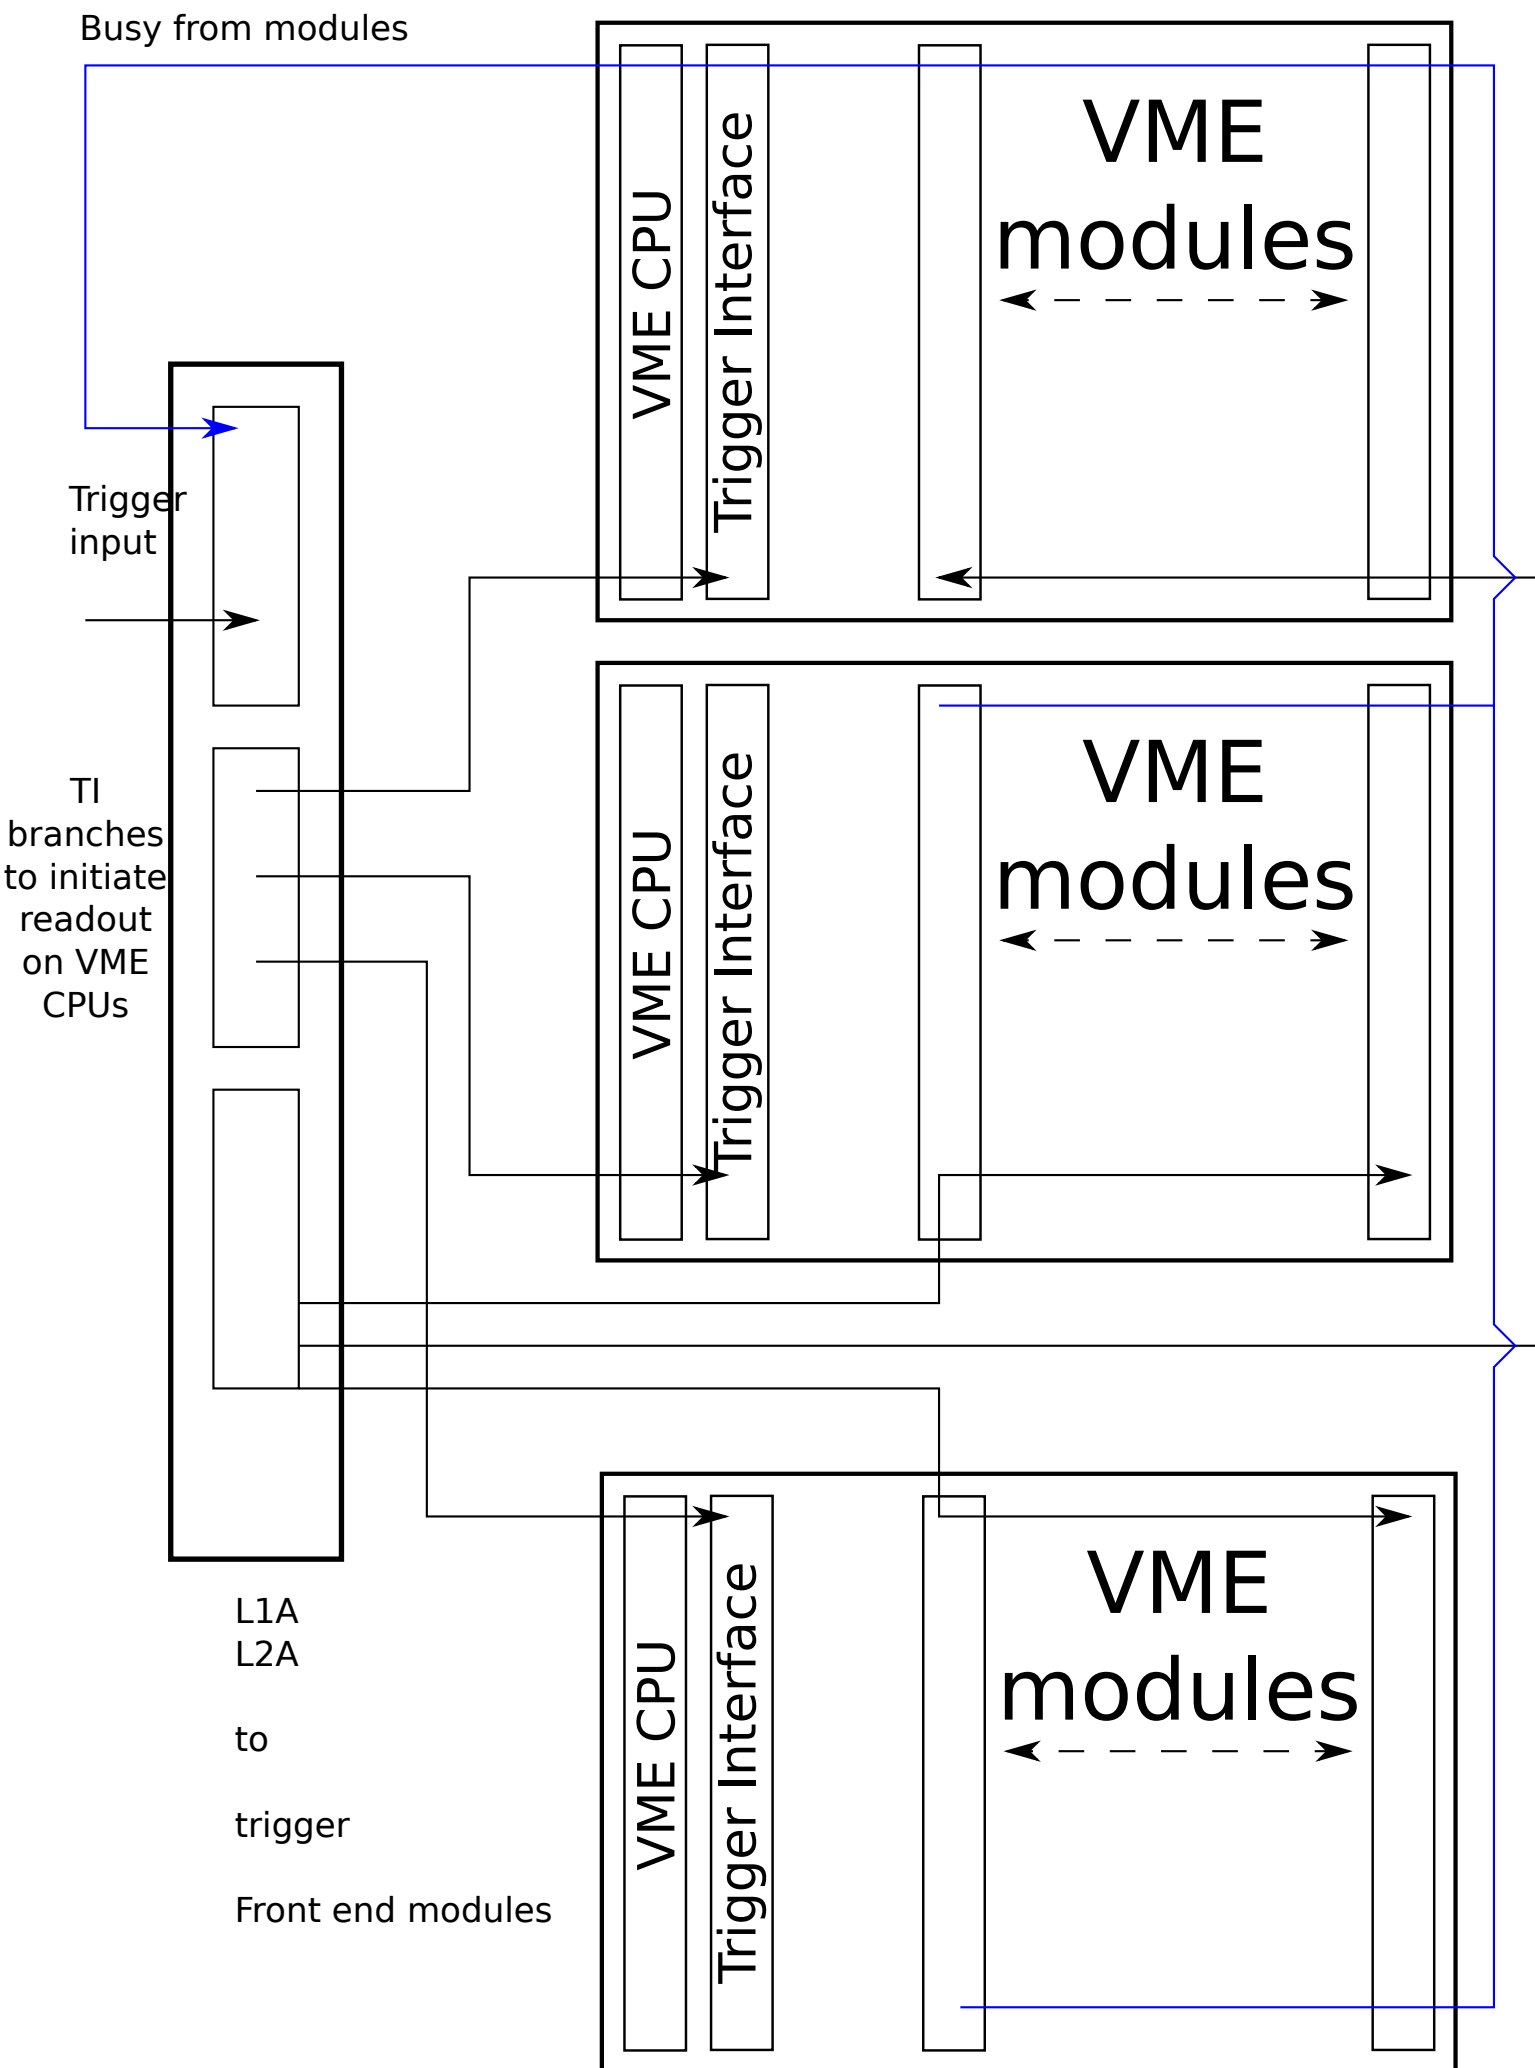 Busy from modules
VME CPU
Trigger Interface
VME
modules
Trigger
input
TI
branches
to initiate
readout
on VME
CPUs
VME CPU
Trigger Interface
VME
modules
L1A
L2A
to
trigger
Front end modules
VME CPU
Trigger Interface
VME
modules